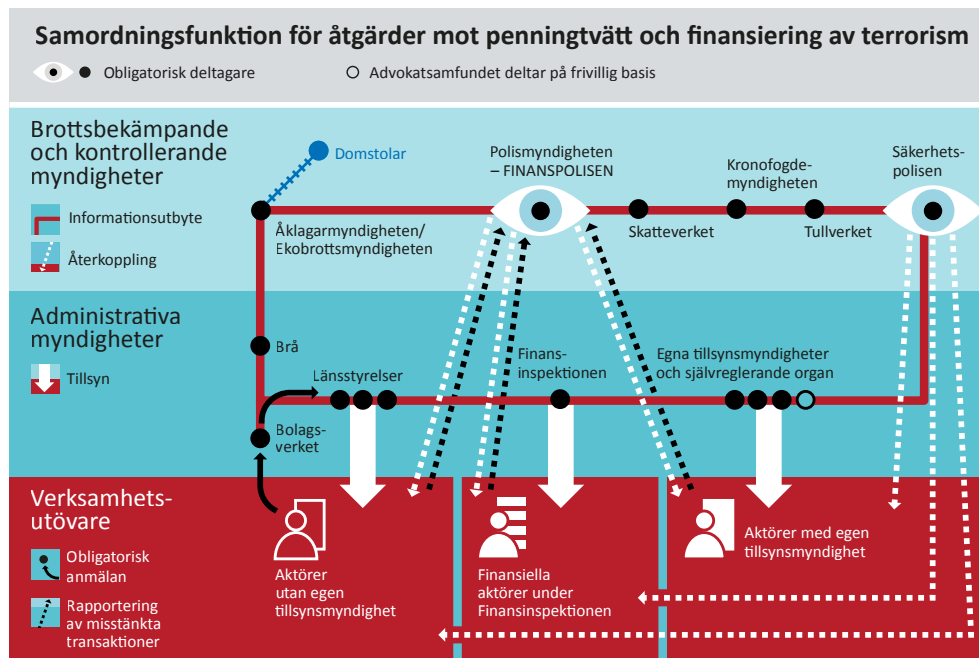 Samordningsfunktion för åtgärder mot penningtvätt och finansiering av terrorism
Obligatorisk deltagare
Advokatsamfundet deltar på frivillig basis
Brottsbekämpande
och kontrollerande
myndigheter
Informationsutbyte
Återkoppling
Domstolar
Åklagarmyndigheten/
Ekobrottsmyndigheten
Polismyndigheten
– FINANSPOLISEN
Skatteverket
Kronofogde-
myndigheten
Tullverket
Säkerhets-
polisen
Administrativa
myndigheter
Tillsyn
Brå
Länsstyrelser
Bolags-
verket
Finans-
inspektionen
Egna tillsynsmyndigheter
och självreglerande organ
Verksamhets-
utövare
Obligatorisk
anmälan
Rapportering
av misstänkta
transaktioner
Aktörer
utan egen
tillsynsmyndighet
Finansiella
aktörer under
Finansinspektionen
Aktörer med egen
tillsynsmyndighet